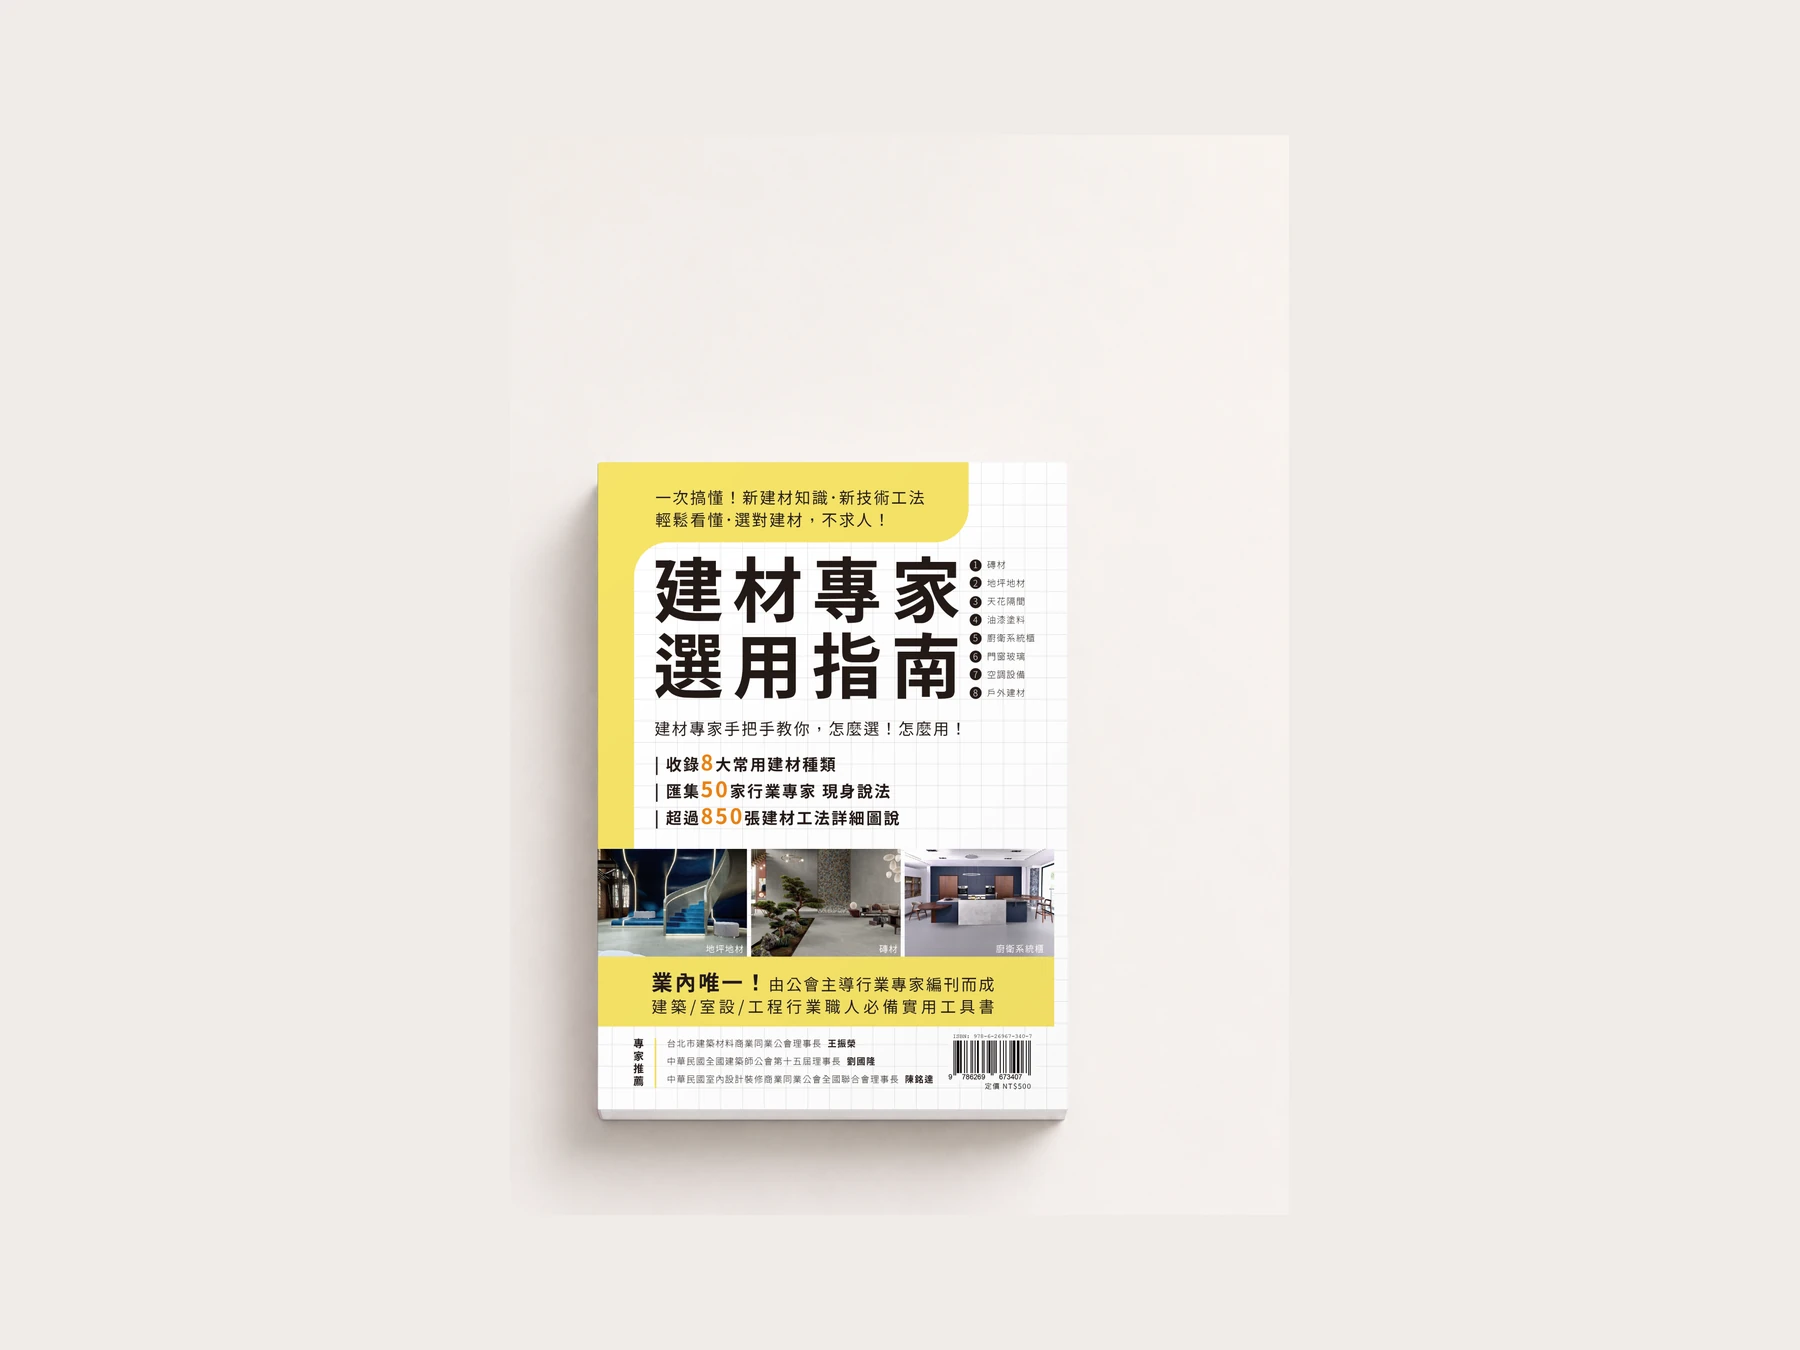 一次搞懂！新建材知識·新技術工法
輕鬆看懂·選對建材，不求人！
建材專家
選用指南
1 磚材
2 地坪地材
3 天花隔間
4 油漆塗料
5 廚衛系統櫃
6 門窗玻璃
7 空調設備
8 戶外建材
建材專家手把手教你，怎麼選！怎麼用！
| 收錄8大常用建材種類
| 匯集50家行業專家 現身說法
| 超過850張建材工法詳細圖說
地坪地材
磚材
廚衛系統櫃
業內唯一！由公會主導行業專家編刊而成
建築/室設/工程行業職人必備實用工具書
專家推薦
台北市建築材料商業同業公會理事長 王振榮
中華民國全國建築師公會第十五屆理事長 劉國隆
中華民國室內設計裝修商業同業公會全國聯合會理事長 陳銘達
ISBN: 978-6-26967-340-7
9 786269 673407
定價 NT$500